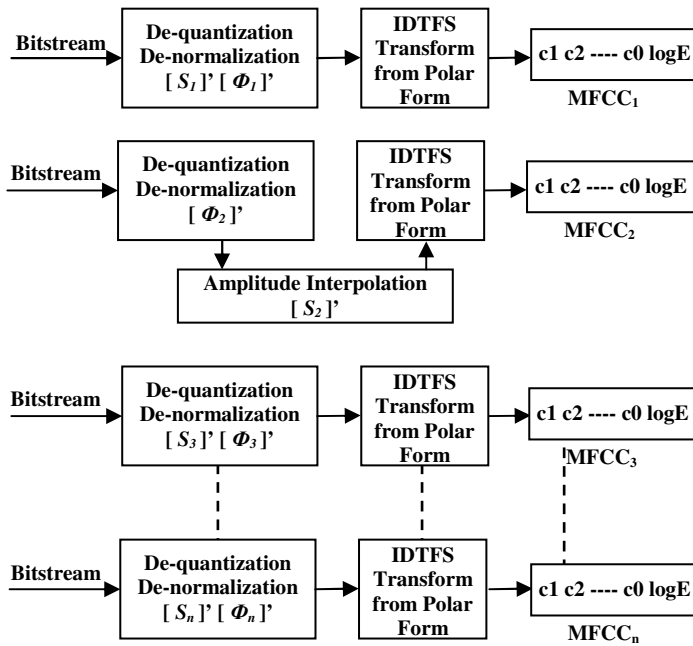 Bitstream
De-quantization
De-normalization
[ S₁ ]’ [ Φ₁ ]’
IDTFS
Transform
from Polar
Form
c1 c2 ---- c0 logE
MFCC₁
Bitstream
De-quantization
De-normalization
[ Φ₂ ]’
IDTFS
Transform
from Polar
Form
c1 c2 ---- c0 logE
MFCC₂
Amplitude Interpolation
[ S₂ ]’
Bitstream
De-quantization
De-normalization
[ S₃ ]’ [ Φ₃ ]’
IDTFS
Transform
from Polar
Form
c1 c2 ---- c0 logE
MFCC₃
Bitstream
De-quantization
De-normalization
[ Sₙ ]’ [ Φₙ ]’
IDTFS
Transform
from Polar
Form
c1 c2 ---- c0 logE
MFCCₙ